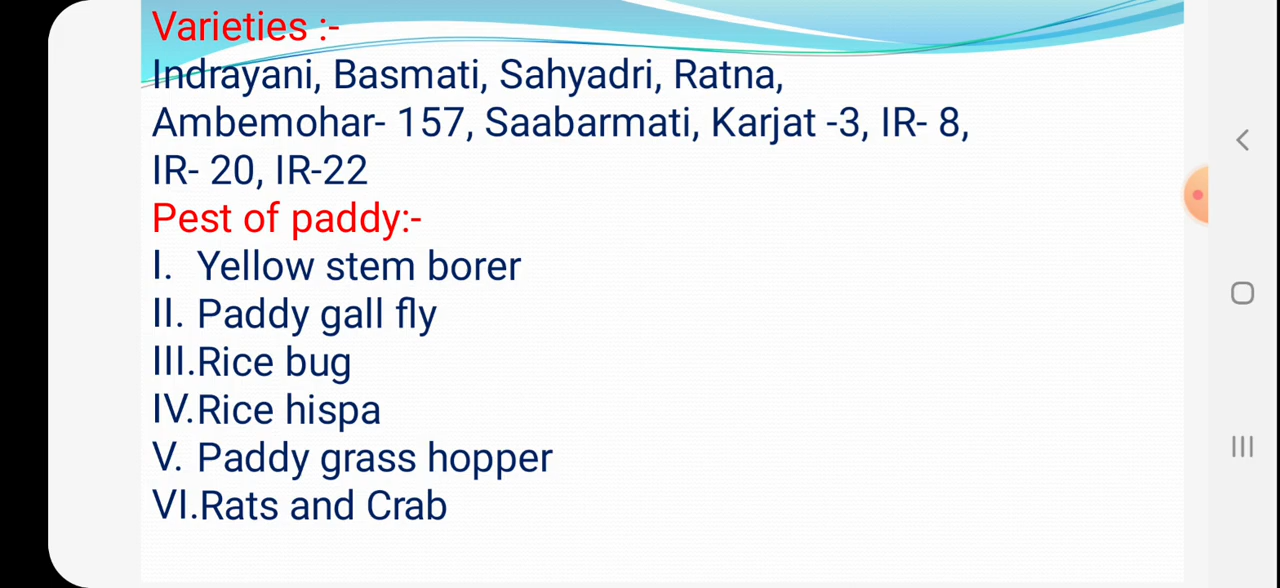 Varieties :-
Indrayani, Basmati, Sahyadri, Ratna,
Ambemohar- 157, Saabarmati, Karjat -3, IR- 8,
IR- 20, IR-22
Pest of paddy:-
I. Yellow stem borer
II. Paddy gall fly
III.Rice bug
IV.Rice hispa
V. Paddy grass hopper
VI.Rats and Crab